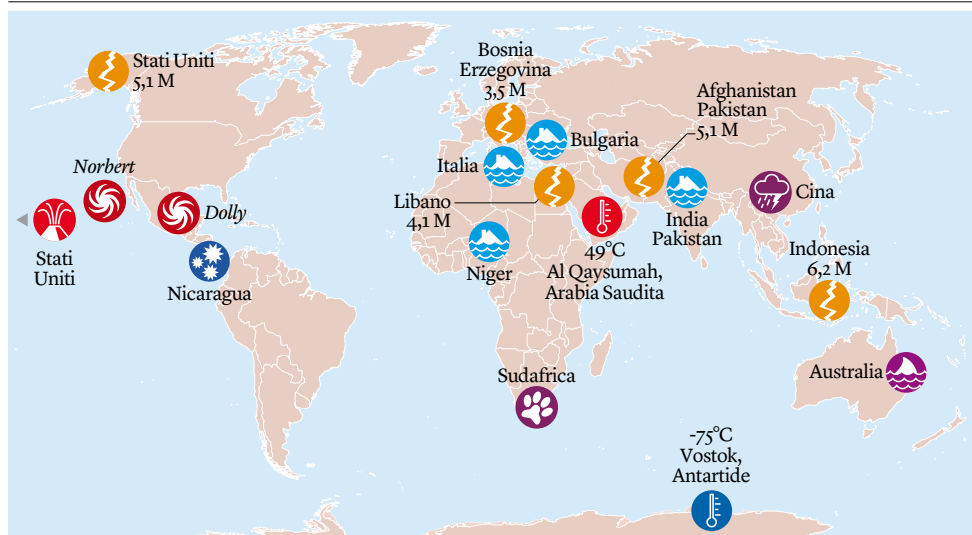 Stati Uniti
5,1 M
Bosnia
Erzegovina
3,5 M
Afghanistan
Pakistan
5,1 M
Bulgaria
Italia
Norbert
Dolly
Libano
4,1 M
Cina
India
Pakistan
Stati
Uniti
Nicaragua
Niger
49°C
Al Qaysumah,
Arabia Saudita
Indonesia
6,2 M
Sudafrica
Australia
-75°C
Vostok,
Antartide